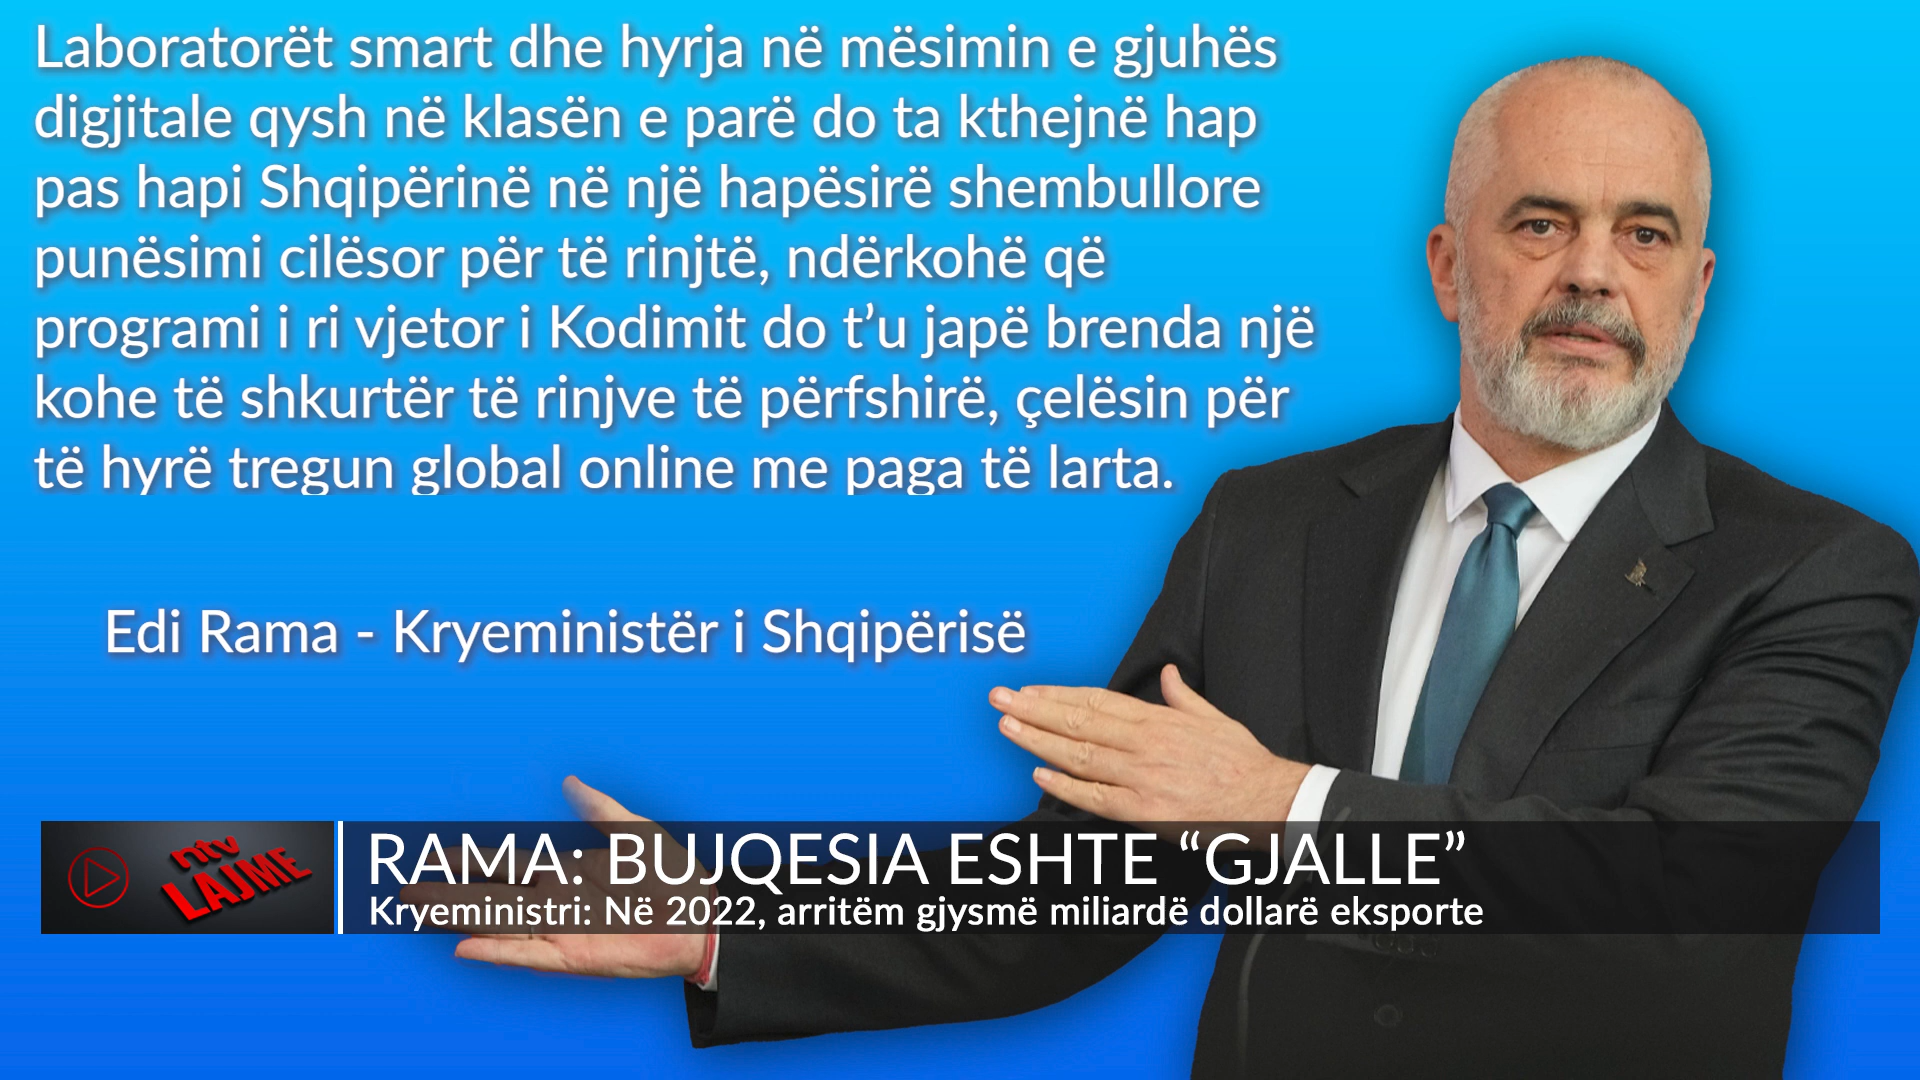 Laboratorët smart dhe hyrja në mësimin e gjuhës
digjitale qysh në klasën e parë do ta kthejnë hap
pas hapi Shqipërinë në një hapësirë shembullore
punësimi cilësor për të rinjtë, ndërkohë që
programi i ri vjetor i Kodimit do t’u japë brenda një
kohe të shkurtër të rinjve të përfshirë, çelësin për
të hyrë tregun global online me paga të larta.
Edi Rama - Kryeministër i Shqipërisë
ntv
LAJME
RAMA: BUJQESIA ESHTE “GJALLE”
Kryeministri: Në 2022, arritëm gjysmë miliardë dollarë eksporte